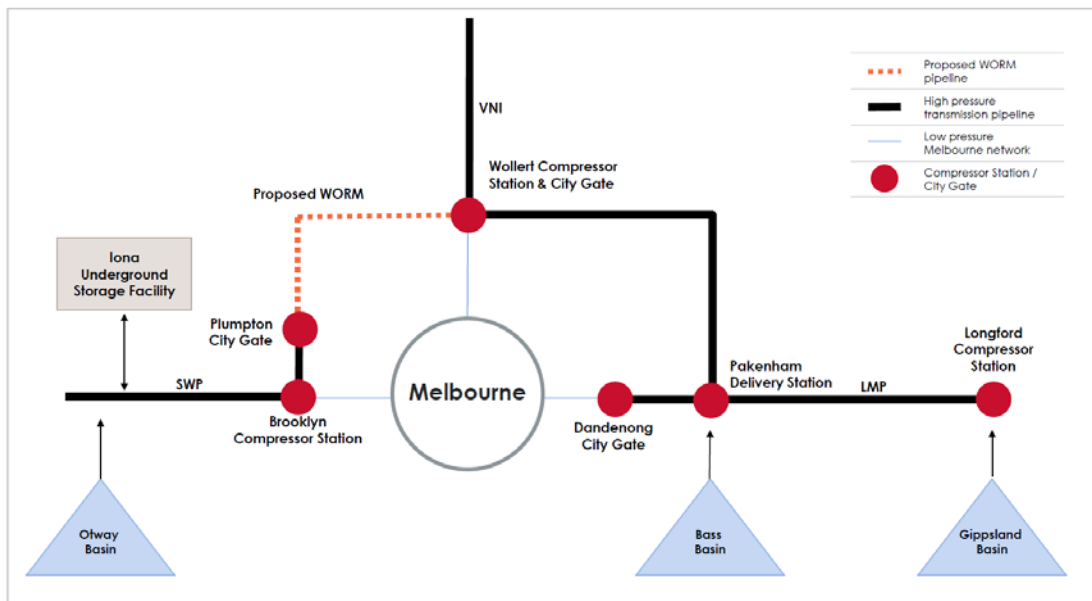 VNI
Proposed WORM
pipeline
High pressure
transmission pipeline
Low pressure
Melbourne network
Compressor Station /
City Gate
Wollert Compressor
Station & City Gate
Proposed WORM
Iona
Underground
Storage Facility
Plumpton
City Gate
SWP
Brooklyn
Compressor Station
Melbourne
Dandenong
City Gate
Pakenham
Delivery Station
LMP
Longford
Compressor
Station
Otway
Basin
Bass
Basin
Gippsland
Basin